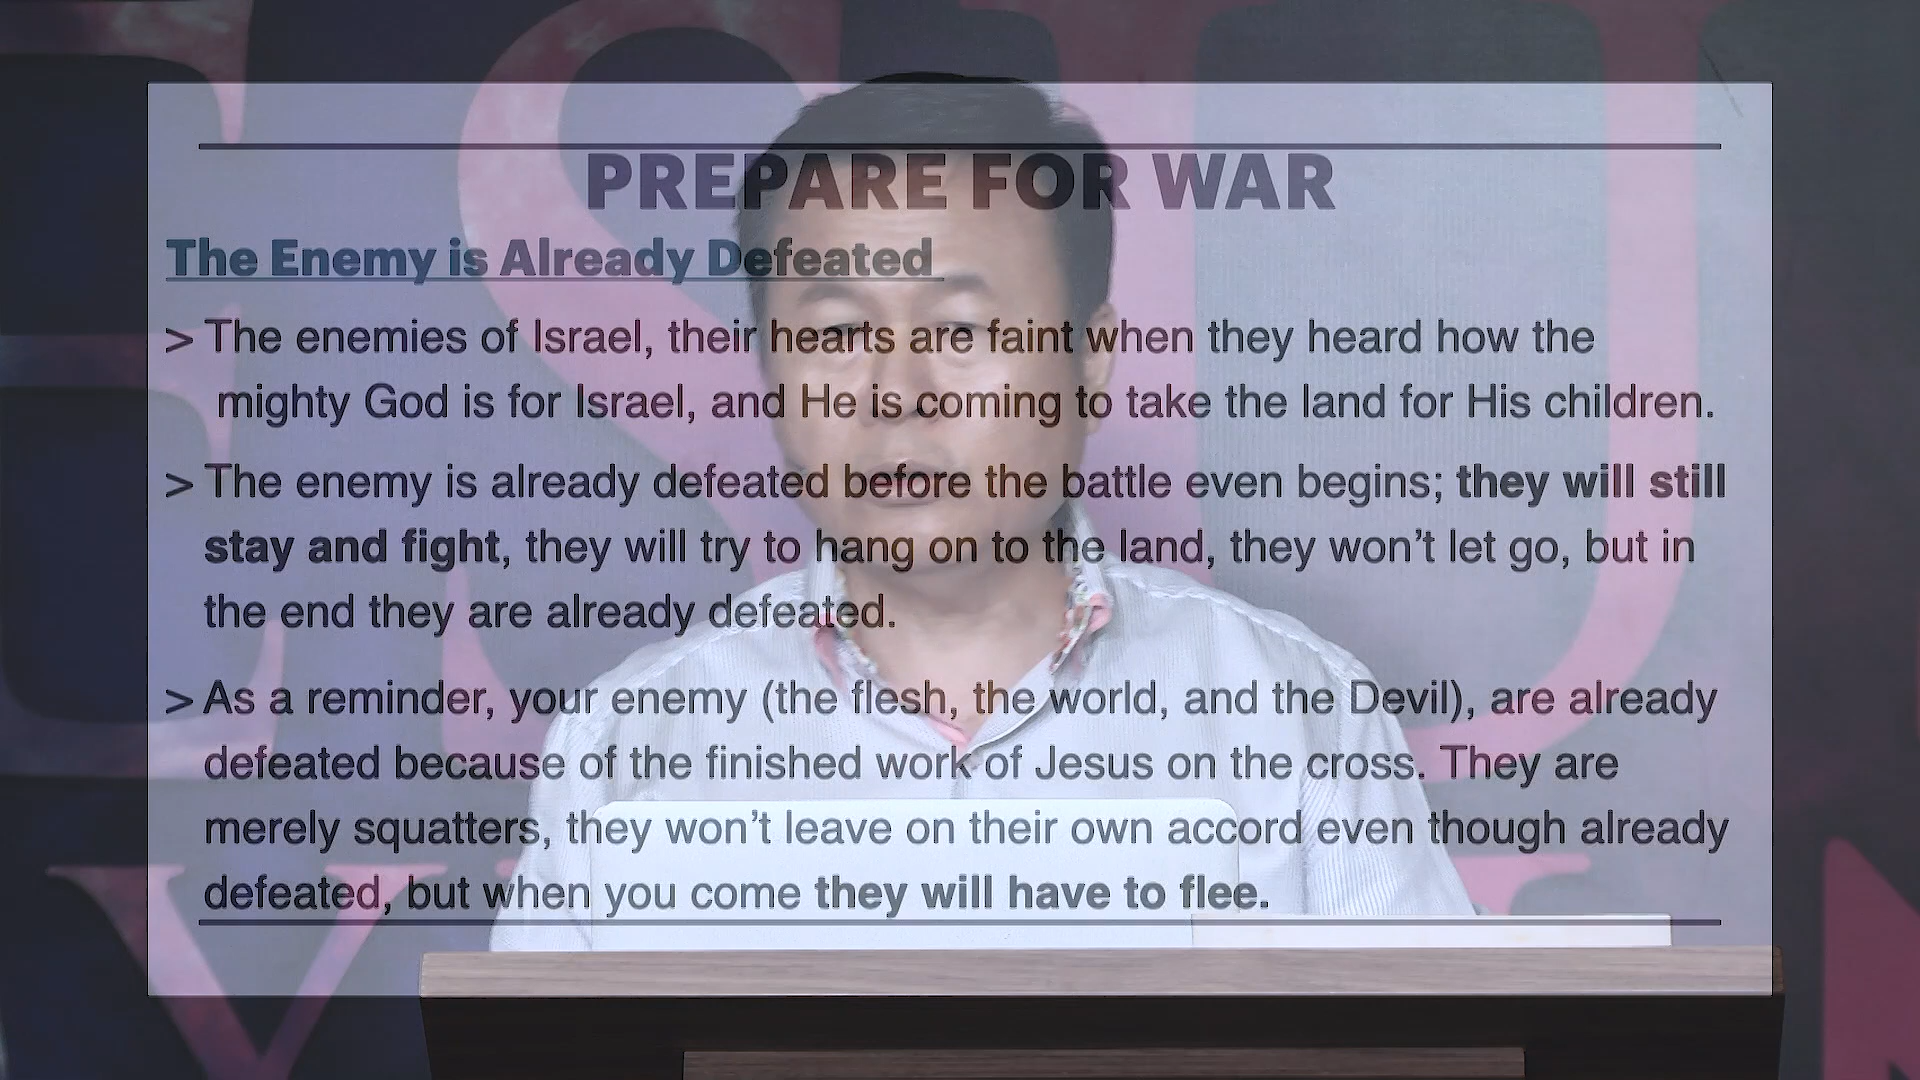 PREPARE FOR WAR
The Enemy is Already Defeated
> The enemies of Israel, their hearts are faint when they heard how the
mighty God is for Israel, and He is coming to take the land for His children.
> The enemy is already defeated before the battle even begins; they will still
stay and fight, they will try to hang on to the land, they won’t let go, but in
the end they are already defeated.
> As a reminder, your enemy (the flesh, the world, and the Devil), are already
defeated because of the finished work of Jesus on the cross. They are
merely squatters, they won’t leave on their own accord even though already
defeated, but when you come they will have to flee.